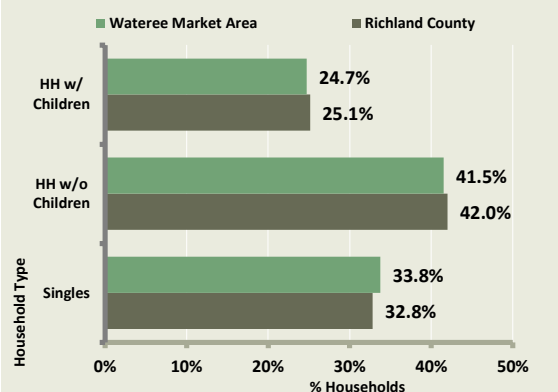 Wateree Market Area Richland County
HH w/
Children
24.7%
25.1%
HH w/o
Children
41.5%
42.0%
Singles
33.8%
32.8%
Household Type
0% 10% 20% 30% 40% 50%
% Households